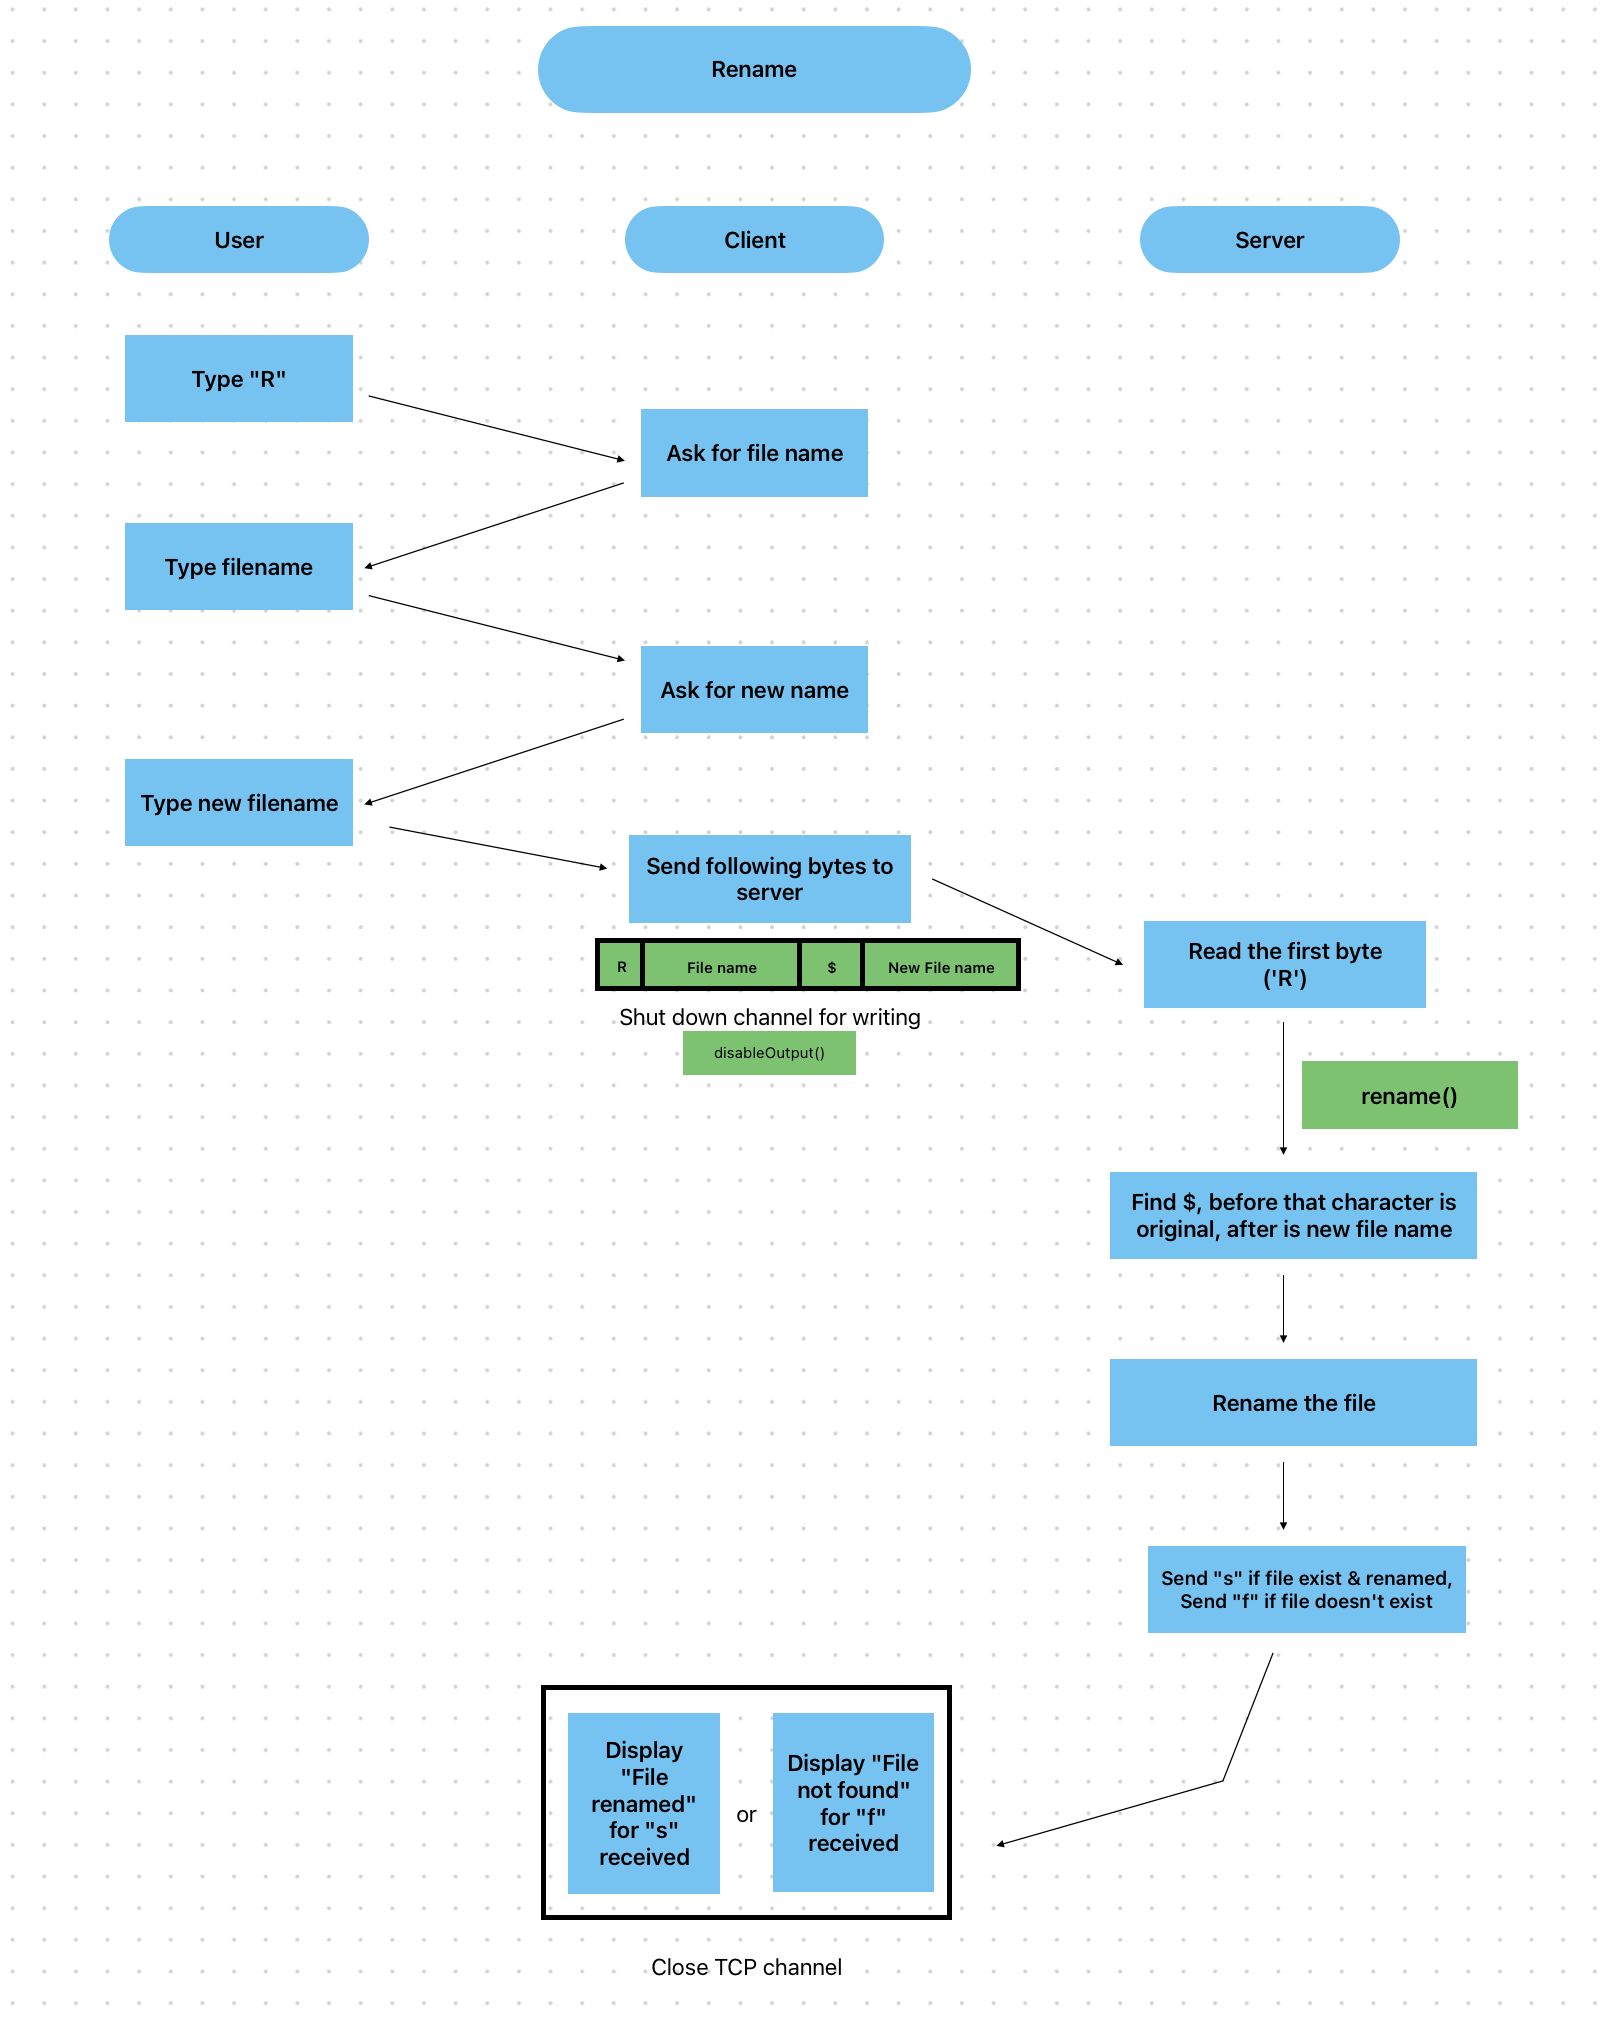 Rename
User
Client
Server
Type "R"
Ask for file name
Type filename
Ask for new name
Type new filename
Send following bytes to
server
R
File name
$
New File name
Shut down channel for writing
disableOutput()
Read the first byte
('R')
rename()
Find $, before that character is
original, after is new file name
Rename the file
Send "s" if file exist & renamed,
Send "f" if file doesn't exist
Display
"File
renamed"
for "s"
received
or
Display "File
not found"
for "f"
received
Close TCP channel